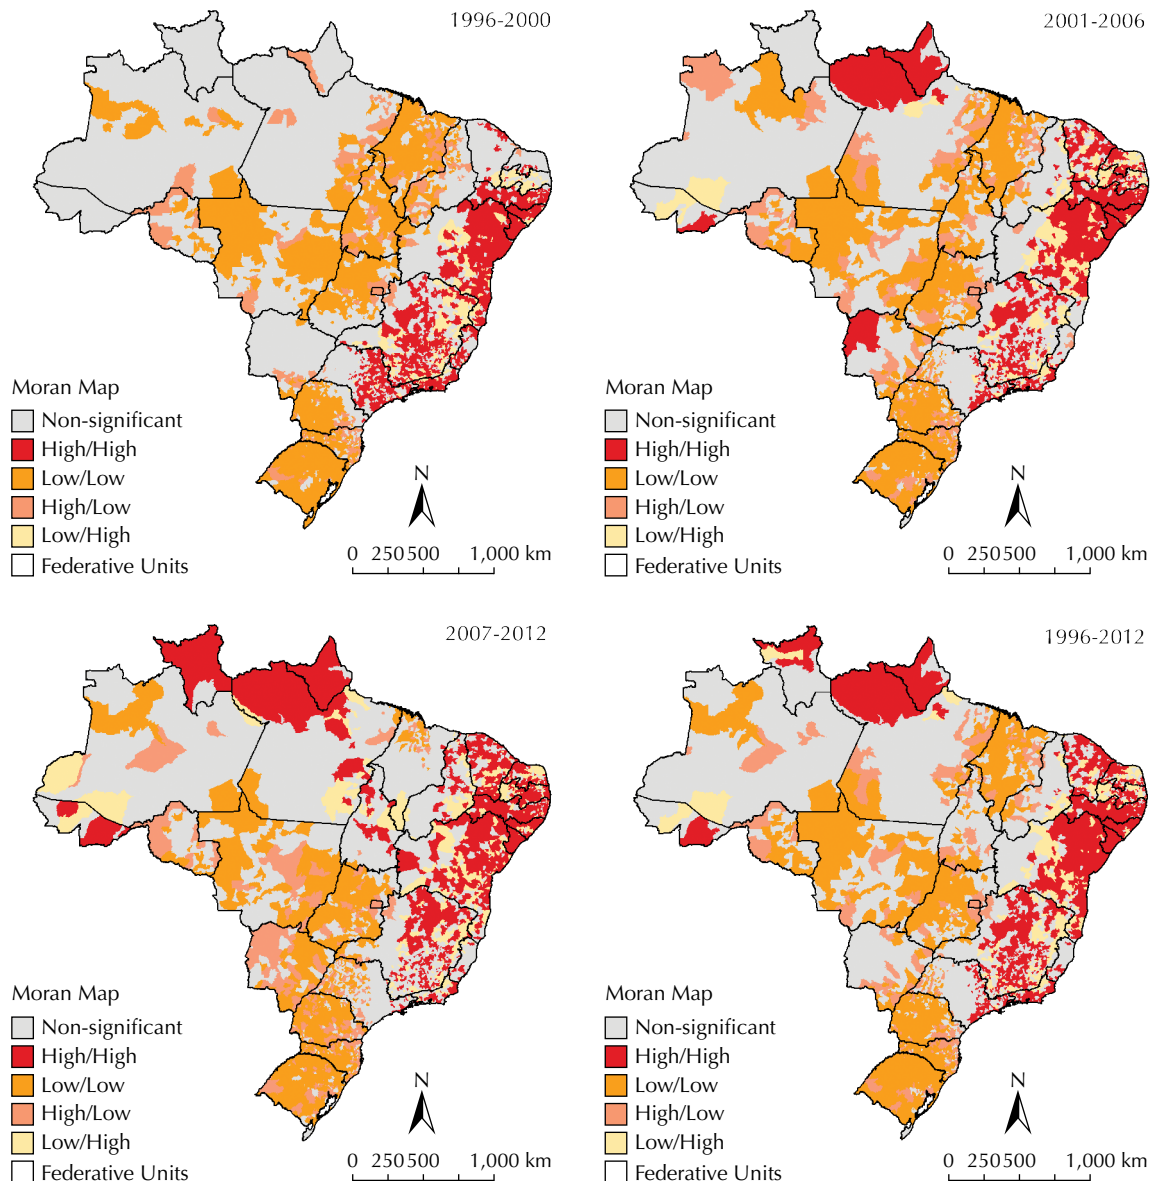 1996-2000
Moran Map
Non-significant
High/High
Low/Low
High/Low
Low/High
Federative Units
N
0 250500 1,000 km
2001-2006
Moran Map
Non-significant
High/High
Low/Low
High/Low
Low/High
Federative Units
N
0 250500 1,000 km
2007-2012
Moran Map
Non-significant
High/High
Low/Low
High/Low
Low/High
Federative Units
N
0 250500 1,000 km
1996-2012
Moran Map
Non-significant
High/High
Low/Low
High/Low
Low/High
Federative Units
N
0 250500 1,000 km